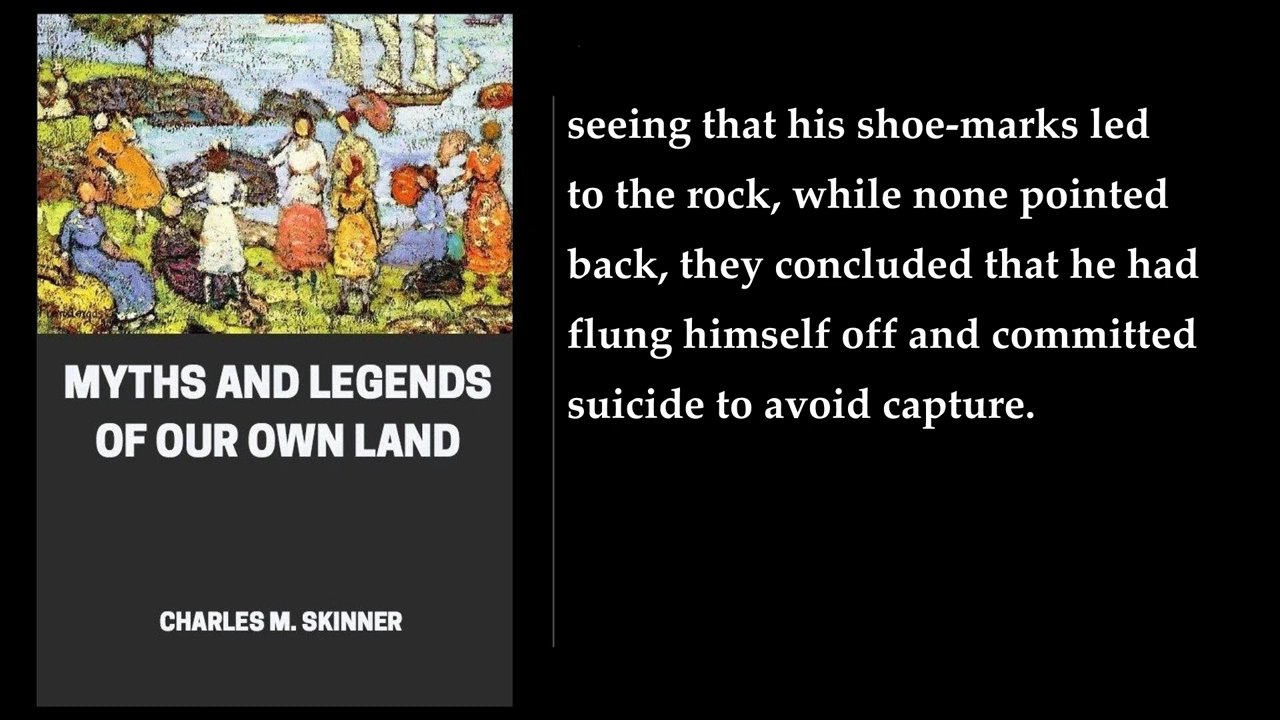 MYTHS AND LEGENDS
OF OUR OWN LAND
CHARLES M. SKINNER
seeing that his shoe-marks led
to the rock, while none pointed
back, they concluded that he had
flung himself off and committed
suicide to avoid capture.